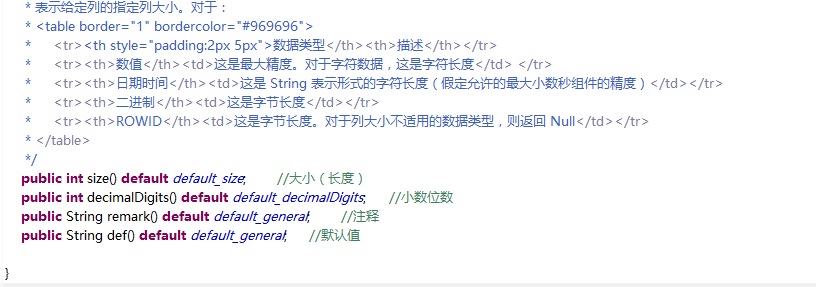 * 表示给定列的指定列大小。对于：
* <table border="1" bordercolor="#969696">
*     <tr><th style="padding:2px 5px">数据类型</th><th>描述</th></tr>
*     <tr><th>数值</th><td>这是最大精度。对于字符数据，这是字符长度</td> </tr>
*     <tr><th>日期时间</th><td>这是 String 表示形式的字符长度（假定允许的最大小数秒组件的精度）</td></tr>
*     <tr><th>二进制</th><td>这是字节长度</td></tr>
*     <tr><th>ROWID</th><td>这是字节长度。对于列大小不适用的数据类型，则返回 Null</td></tr>
* </table>
*/
public int size() default default_size;     //大小（长度）
public int decimalDigits() default default_decimalDigits;     //小数位数
public String remark() default default_general;     //注释
public String def() default default_general;     //默认值
}